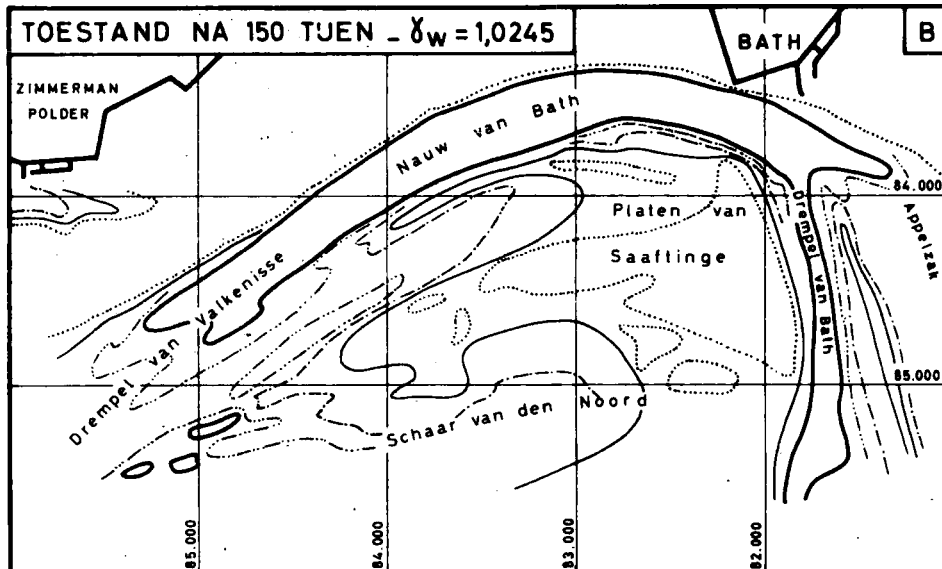 TOESTAND NA 150 TIJEN - γw = 1,0245
BATH
B
ZIMMERMAN
POLDER
Nauw van Bath
84.000
Platen van
Saaftinge
Drempel van Bath
Appelzak
Drempel van Valkenisse
85.000
Schaar van den Noord
85.000
84.000
83.000
82.000